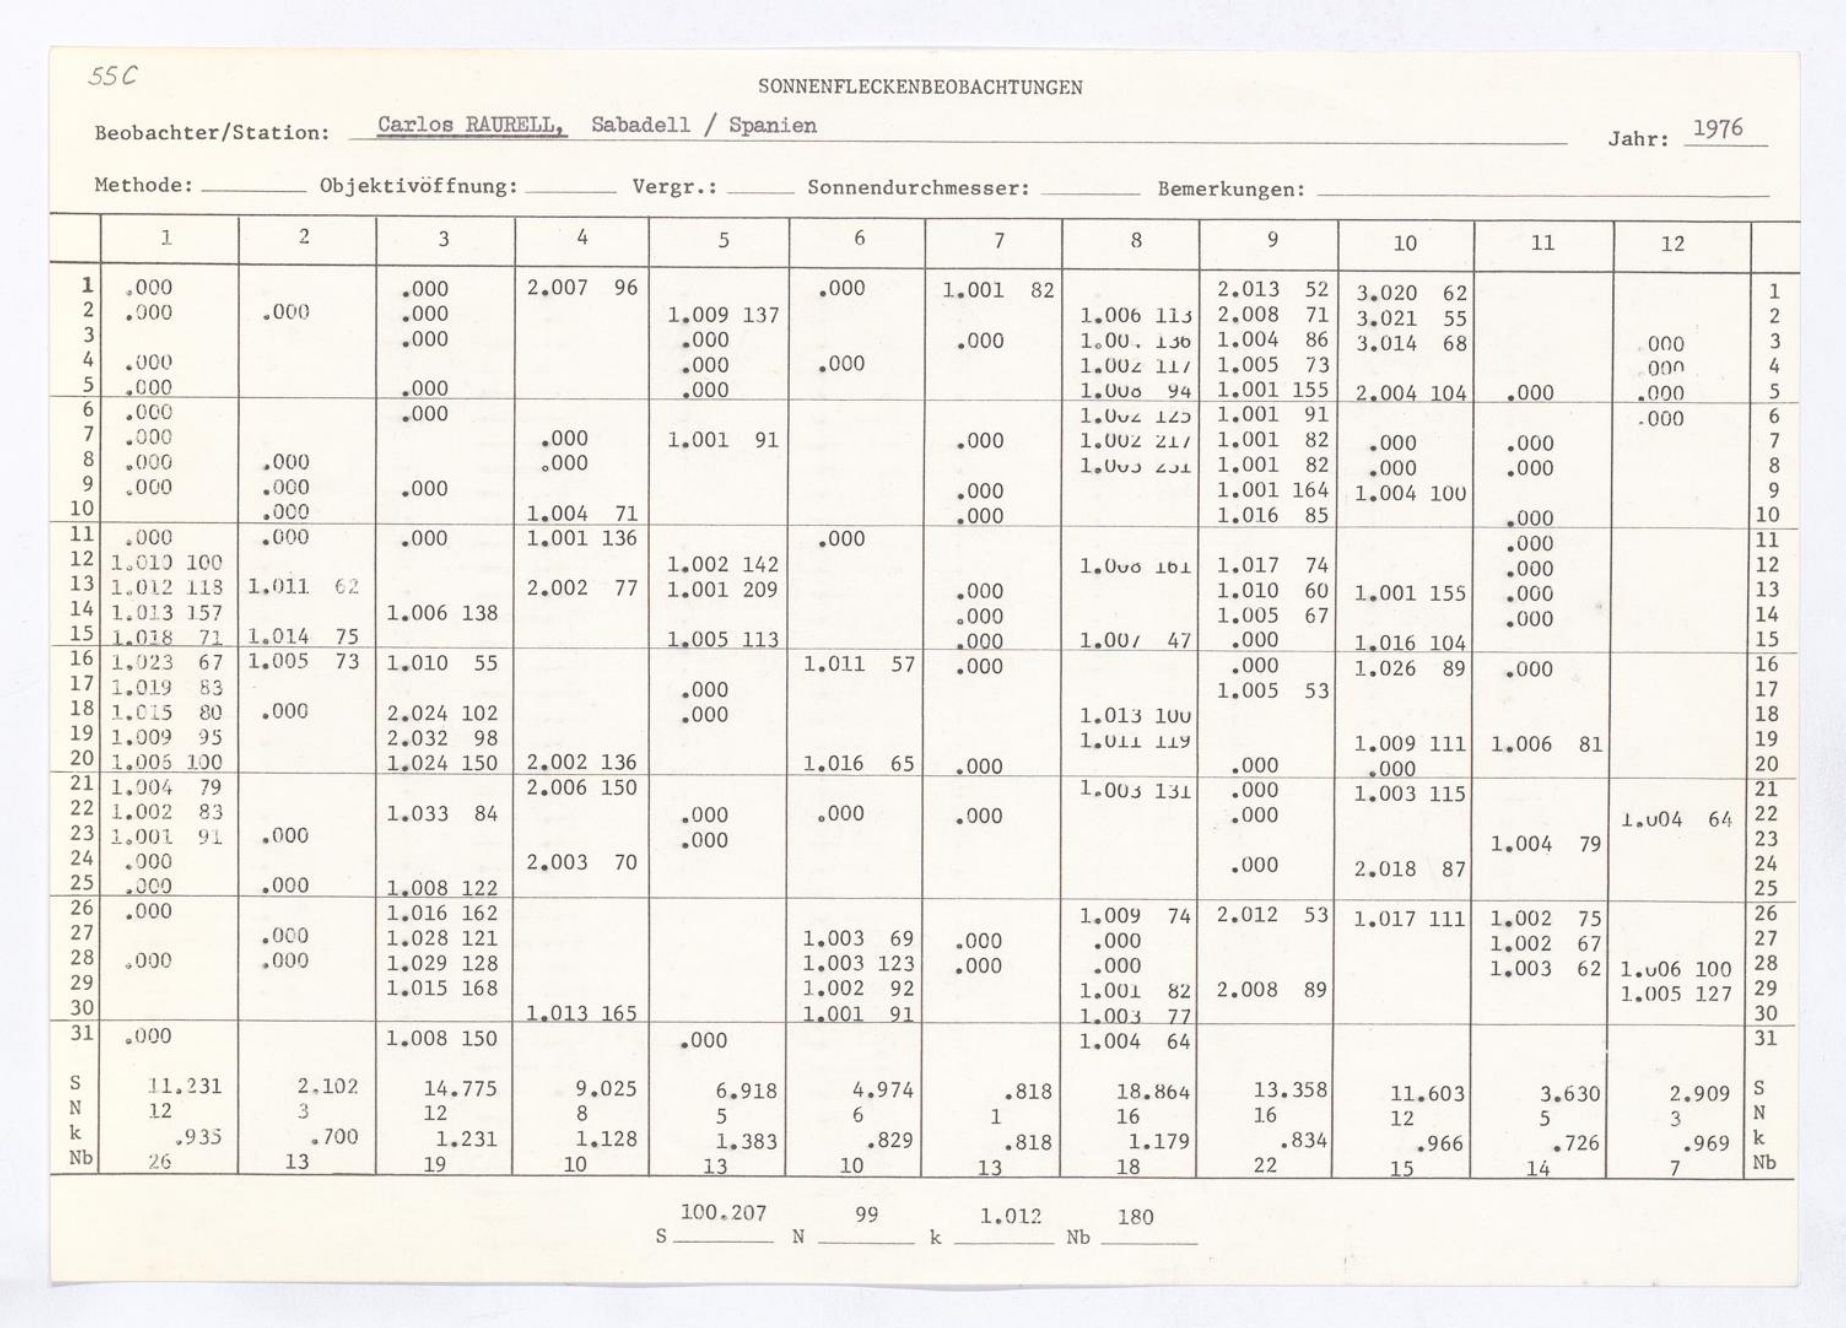 55C
SONNENFLECKENBEOBACHTUNGEN
Beobachter/Station: Carlos RAURELL, Sabadell / Spanien Jahr: 1976
Methode: Objektivöffnung: Vergr.: Sonnendurchmesser: Bemerkungen:
1 2 3 4 5 6 7 8 9 10 11 12
1 .000 .000 2.007 96 .000 1.001 82 2.013 52 3.020 62 1
2 .000 .000 .000 1.009 137 1.006 113 2.008 71 3.021 55 2
3 .000 .000 .000 1.004 86 3.014 68 .000 3
4 .000 .000 .000 1.002 117 1.005 73 .000 4
5 .000 .000 .000 1.008 94 1.001 155 2.004 104 .000 .000 5
6 .000 .000 1.002 125 1.001 91 .000 6
7 .000 .000 1.001 91 .000 1.002 217 1.001 82 .000 .000 7
8 .000 .000 .000 1.003 231 1.001 82 .000 .000 8
9 .000 .000 .000 .000 1.001 164 1.004 100 9
10 .000 1.004 71 .000 1.016 85 .000 10
11 .000 .000 .000 1.001 136 .000 .000 11
12 1.010 100 1.002 142 1.008 161 1.017 74 .000 12
13 1.012 118 1.011 62 2.002 77 1.001 209 .000 1.010 60 1.001 155 .000 13
14 1.013 157 1.006 138 .000 1.005 67 .000 14
15 1.018 71 1.014 75 1.005 113 .000 1.007 47 .000 1.016 104 15
16 1.023 67 1.005 73 1.010 55 1.011 57 .000 .000 1.026 89 .000 16
17 1.019 83 .000 1.005 53 17
18 1.015 80 .000 2.024 102 .000 1.013 100 18
19 1.009 95 2.032 98 1.011 119 1.009 111 1.006 81 19
20 1.005 100 1.024 150 2.002 136 1.016 65 .000 .000 .000 20
21 1.004 79 2.006 150 1.003 131 .000 1.003 115 21
22 1.002 83 1.033 84 .000 .000 .000 .000 1.004 64 22
23 1.001 91 .000 .000 1.004 79 23
24 .000 2.003 70 .000 2.018 87 24
25 .000 .000 1.008 122 25
26 .000 1.016 162 1.009 74 2.012 53 1.017 111 1.002 75 26
27 .000 1.028 121 1.003 69 .000 .000 1.002 67 27
28 .000 .000 1.029 128 1.003 123 .000 .000 1.003 62 1.006 100 28
29 1.015 168 1.002 92 1.001 82 2.008 89 1.005 127 29
30 1.013 165 1.001 91 1.003 77 30
31 .000 1.008 150 .000 1.004 64 31
S 11.231 2.102 14.775 9.025 6.918 4.974 .818 18.864 13.358 11.603 3.630 2.909 S
N 12 3 12 8 5 6 1 16 16 12 5 3 N
k .935 .700 1.231 1.128 1.383 .829 .818 1.179 .834 .966 .726 .969 k
Nb 26 13 19 10 13 10 13 18 22 15 14 7 Nb
S 100.207 N 99 k 1.012 Nb 180